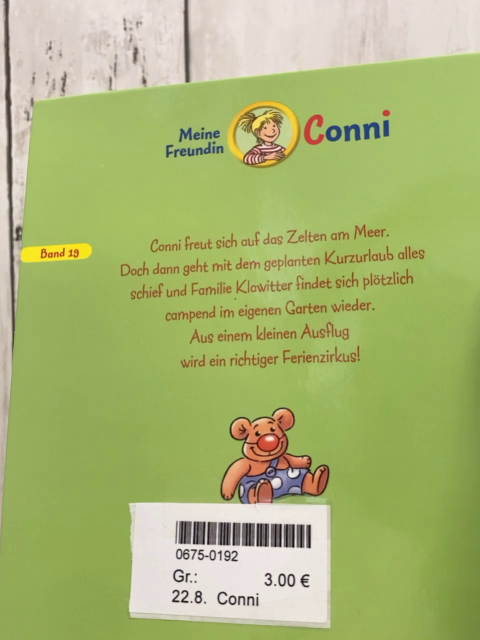 Meine
Freundin
Conni
Band 19
Conni freut sich auf das Zelten am Meer.
Doch dann geht mit dem geplanten Kurzurlaub alles
schief und Familie Klawitter findet sich plötzlich
campend im eigenen Garten wieder.
Aus einem kleinen Ausflug
wird ein richtiger Ferienzirkus!
0675-0192
Gr.: 3.00 €
22.8. Conni